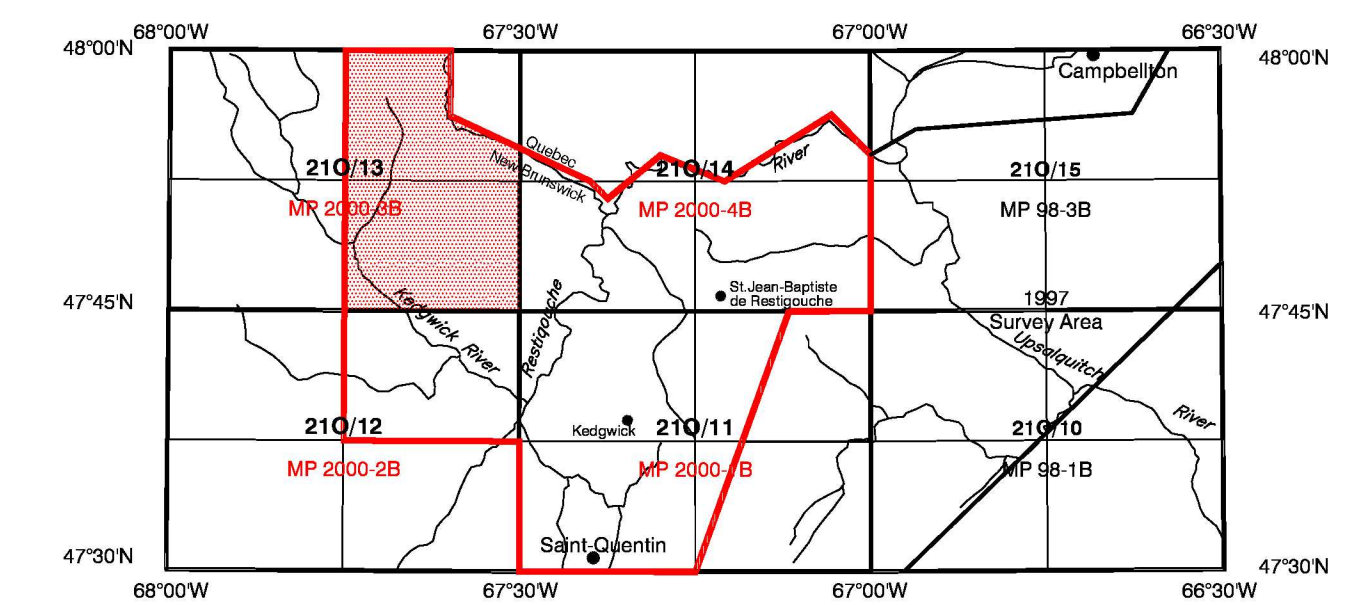 68°00'W 67°30'W 67°00'W 66°30'W
48°00'N 48°00'N
Campbellton
Quebec
New Brunswick
River
21O/13 21O/14 21O/15
MP 2000-3B MP 2000-4B MP 98-3B
St.Jean-Baptiste
de Restigouche
47°45'N 1997 47°45'N
Survey Area
Kedgwick River
Restigouche
Upsalquitch River
21O/12 Kedgwick 21O/11 21O/10
MP 2000-2B MP 2000-1B MP 98-1B
Saint-Quentin
47°30'N 47°30'N
68°00'W 67°30'W 67°00'W 66°30'W